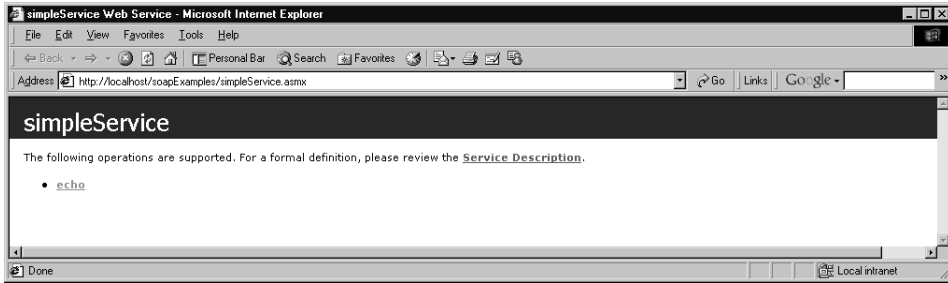 simpleService Web Service - Microsoft Internet Explorer
File Edit View Favorites Tools Help
Back Personal Bar Search Favorites
Address http://localhost/soapExamples/simpleService.asmx Go Links Google »
simpleService
The following operations are supported. For a formal definition, please review the Service Description.
• echo
Done Local intranet